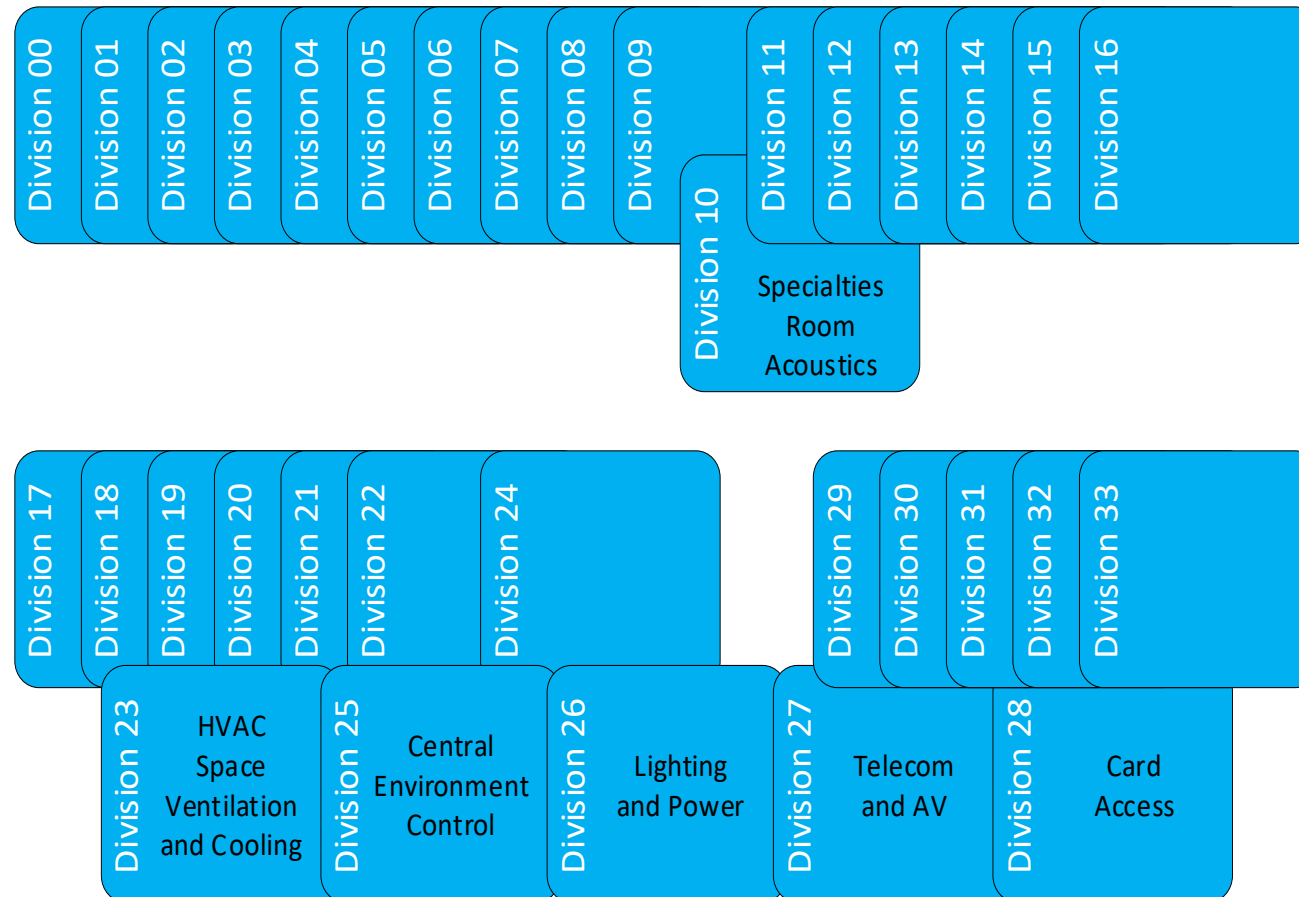 Division 00
Division 01
Division 02
Division 03
Division 04
Division 05
Division 06
Division 07
Division 08
Division 09
Division 10
Specialties
Room
Acoustics
Division 11
Division 12
Division 13
Division 14
Division 15
Division 16
Division 17
Division 18
Division 19
Division 20
Division 21
Division 22
Division 24
Division 29
Division 30
Division 31
Division 32
Division 33
Division 23
HVAC
Space
Ventilation
and Cooling
Division 25
Central
Environment
Control
Division 26
Lighting
and Power
Division 27
Telecom
and AV
Division 28
Card
Access